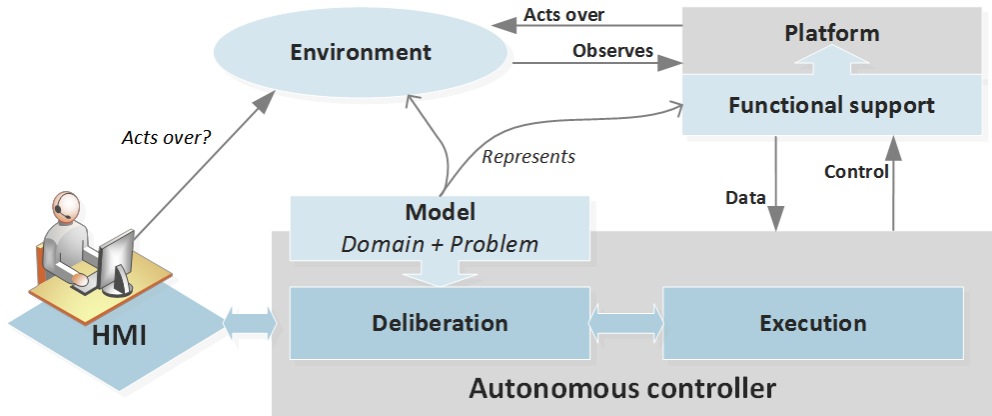 Acts over
Environment
Platform
Observes
Functional support
Acts over?
Represents
Control
Data
Model
Domain + Problem
HMI
Deliberation
Execution
Autonomous controller